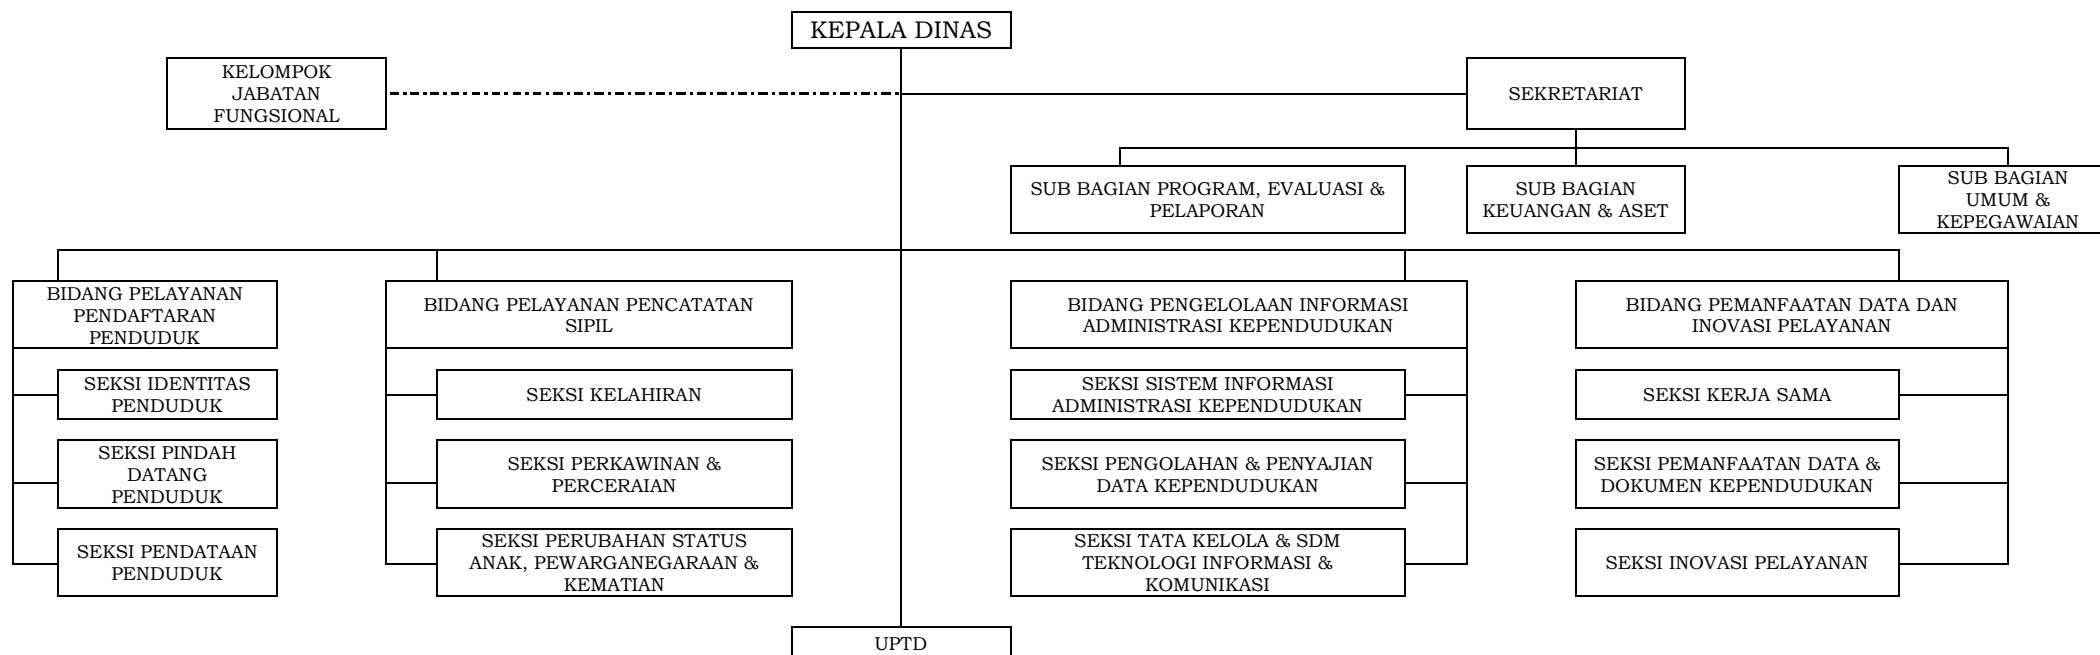 KEPALA DINAS
KELOMPOK
JABATAN
FUNGSIONAL
SEKRETARIAT
SUB BAGIAN PROGRAM, EVALUASI &
PELAPORAN
SUB BAGIAN
KEUANGAN & ASET
SUB BAGIAN
UMUM &
KEPEGAWAIAN
BIDANG PELAYANAN
PENDAFTARAN
PENDUDUK
BIDANG PELAYANAN PENCATATAN
SIPIL
BIDANG PENGELOLAAN INFORMASI
ADMINISTRASI KEPENDUDUKAN
BIDANG PEMANFAATAN DATA DAN
INOVASI PELAYANAN
SEKSI IDENTITAS
PENDUDUK
SEKSI KELAHIRAN
SEKSI SISTEM INFORMASI
ADMINISTRASI KEPENDUDUKAN
SEKSI KERJA SAMA
SEKSI PINDAH
DATANG
PENDUDUK
SEKSI PERKAWINAN &
PERCERAIAN
SEKSI PENGOLAHAN & PENYAJIAN
DATA KEPENDUDUKAN
SEKSI PEMANFAATAN DATA &
DOKUMEN KEPENDUDUKAN
SEKSI PENDATAAN
PENDUDUK
SEKSI PERUBAHAN STATUS
ANAK, PEWARGANEGARAAN &
KEMATIAN
SEKSI TATA KELOLA & SDM
TEKNOLOGI INFORMASI &
KOMUNIKASI
SEKSI INOVASI PELAYANAN
UPTD